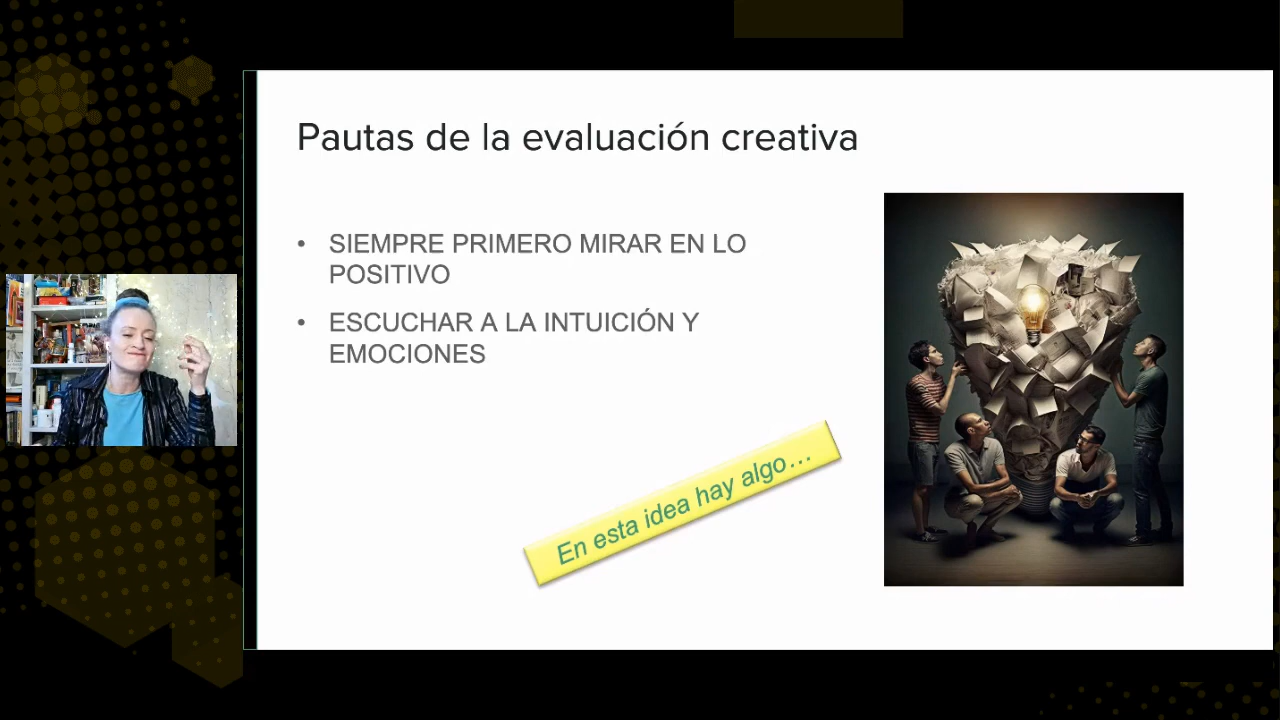 Pautas de la evaluación creativa
• SIEMPRE PRIMERO MIRAR EN LO
POSITIVO
• ESCUCHAR A LA INTUICIÓN Y
EMOCIONES
En esta idea hay algo...